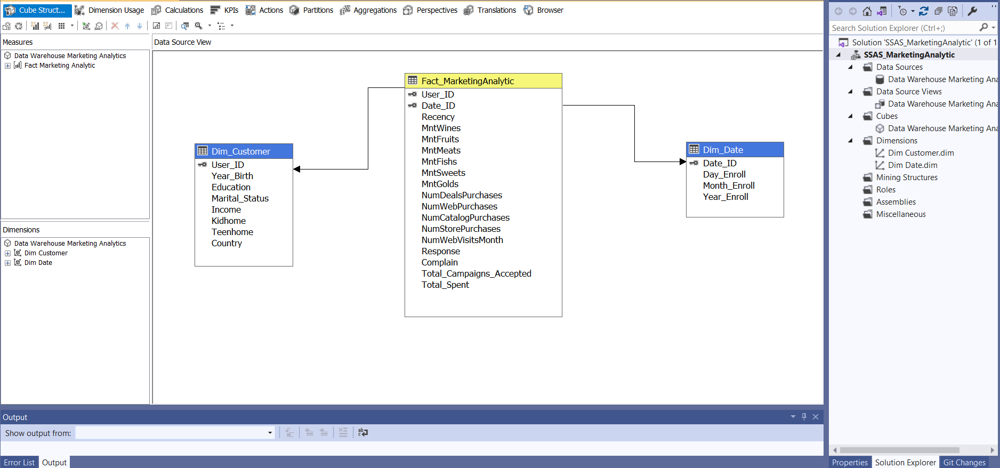 Cube Struct... Dimension Usage Calculations KPIs Actions Partitions Aggregations Perspectives Translations Browser
Measures
Data Warehouse Marketing Analytics
Fact Marketing Analytic
Dimensions
Data Warehouse Marketing Analytics
Dim Customer
Dim Date
Data Source View
Dim_Customer
User_ID
Year_Birth
Education
Marital_Status
Income
Kidhome
Teenhome
Country
Fact_MarketingAnalytic
User_ID
Date_ID
Recency
MntWines
MntFruits
MntMeats
MntFishs
MntSweets
MntGolds
NumDealsPurchases
NumWebPurchases
NumCatalogPurchases
NumStorePurchases
NumWebVisitsMonth
Response
Complain
Total_Campaigns_Accepted
Total_Spent
Dim_Date
Date_ID
Day_Enroll
Month_Enroll
Year_Enroll
Output
Show output from:
Error List Output
Search Solution Explorer (Ctrl+;)
Solution 'SSAS_MarketingAnalytic' (1 of 1
SSAS_MarketingAnalytic
Data Sources
Data Warehouse Marketing Ana
Data Source Views
Data Warehouse Marketing Ana
Cubes
Data Warehouse Marketing Ana
Dimensions
Dim Customer.dim
Dim Date.dim
Mining Structures
Roles
Assemblies
Miscellaneous
Properties Solution Explorer Git Changes